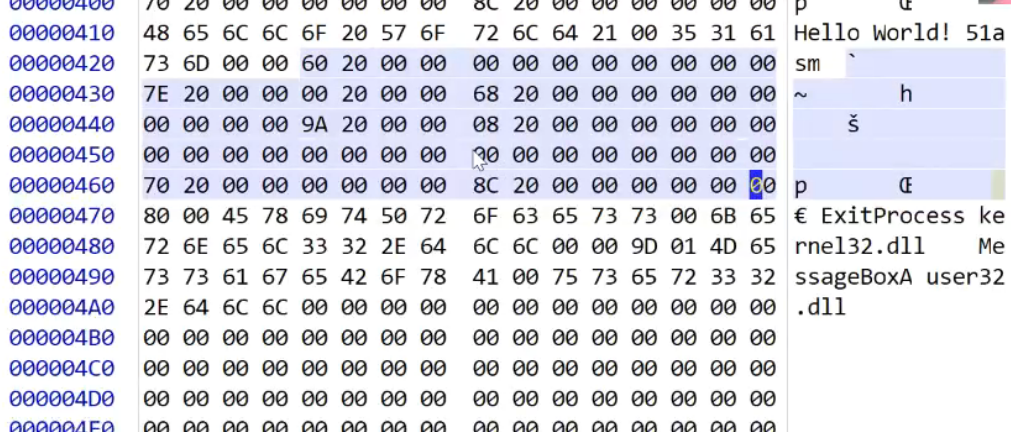 00000400 70 20 00 00 00 00 00 00 8C 20 00 00 00 00 00 00 p Œ
00000410 48 65 6C 6C 6F 20 57 6F 72 6C 64 21 00 35 31 61 Hello World! 51a
00000420 73 6D 00 00 60 20 00 00 00 00 00 00 00 00 00 00 sm `
00000430 7E 20 00 00 00 20 00 00 68 20 00 00 00 00 00 00 ~ h
00000440 00 00 00 00 9A 20 00 00 08 20 00 00 00 00 00 00 š
00000450 00 00 00 00 00 00 00 00 00 00 00 00 00 00 00 00
00000460 70 20 00 00 00 00 00 00 8C 20 00 00 00 00 00 00 p Œ
00000470 80 00 45 78 69 74 50 72 6F 63 65 73 73 00 6B 65 € ExitProcess ke
00000480 72 6E 65 6C 33 32 2E 64 6C 6C 00 00 9D 01 4D 65 rnel32.dll Me
00000490 73 73 61 67 65 42 6F 78 41 00 75 73 65 72 33 32 ssageBoxA user32
000004A0 2E 64 6C 6C 00 00 00 00 00 00 00 00 00 00 00 00 .dll
000004B0 00 00 00 00 00 00 00 00 00 00 00 00 00 00 00 00
000004C0 00 00 00 00 00 00 00 00 00 00 00 00 00 00 00 00
000004D0 00 00 00 00 00 00 00 00 00 00 00 00 00 00 00 00
000004E0 00 00 00 00 00 00 00 00 00 00 00 00 00 00 00 00